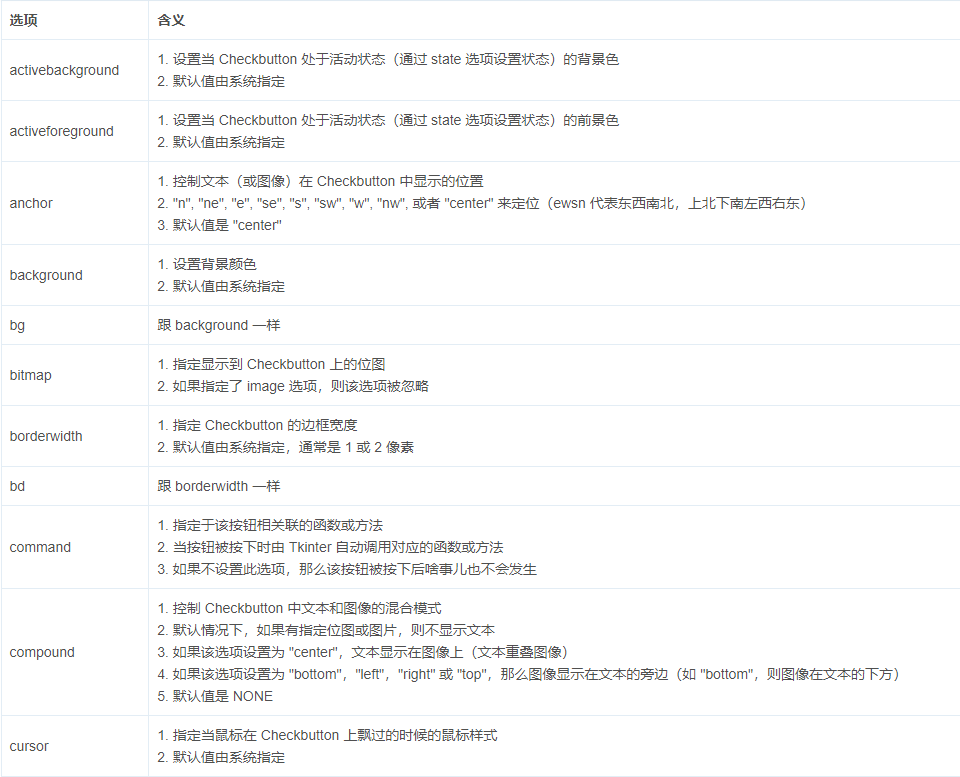 选项 含义
activebackground
1. 设置当 Checkbutton 处于活动状态（通过 state 选项设置状态）的背景色
2. 默认值由系统指定
activeforeground
1. 设置当 Checkbutton 处于活动状态（通过 state 选项设置状态）的前景色
2. 默认值由系统指定
anchor
1. 控制文本（或图像）在 Checkbutton 中显示的位置
2. "n", "ne", "e", "se", "s", "sw", "w", "nw", 或者 "center" 来定位（ewsn 代表东西南北，上北下南左西右东）
3. 默认值是 "center"
background
1. 设置背景颜色
2. 默认值由系统指定
bg 跟 background 一样
bitmap
1. 指定显示到 Checkbutton 上的位图
2. 如果指定了 image 选项，则该选项被忽略
borderwidth
1. 指定 Checkbutton 的边框宽度
2. 默认值由系统指定，通常是 1 或 2 像素
bd 跟 borderwidth 一样
command
1. 指定于该按钮相关联的函数或方法
2. 当按钮被按下时由 Tkinter 自动调用对应的函数或方法
3. 如果不设置此选项，那么该按钮被按下后啥事儿也不会发生
compound
1. 控制 Checkbutton 中文本和图像的混合模式
2. 默认情况下，如果有指定位图或图片，则不显示文本
3. 如果该选项设置为 "center"，文本显示在图像上（文本重叠图像）
4. 如果该选项设置为 "bottom"，"left"，"right" 或 "top"，那么图像显示在文本的旁边（如 "bottom"，则图像在文本的下方）
5. 默认值是 NONE
cursor
1. 指定当鼠标在 Checkbutton 上飘过的时候的鼠标样式
2. 默认值由系统指定